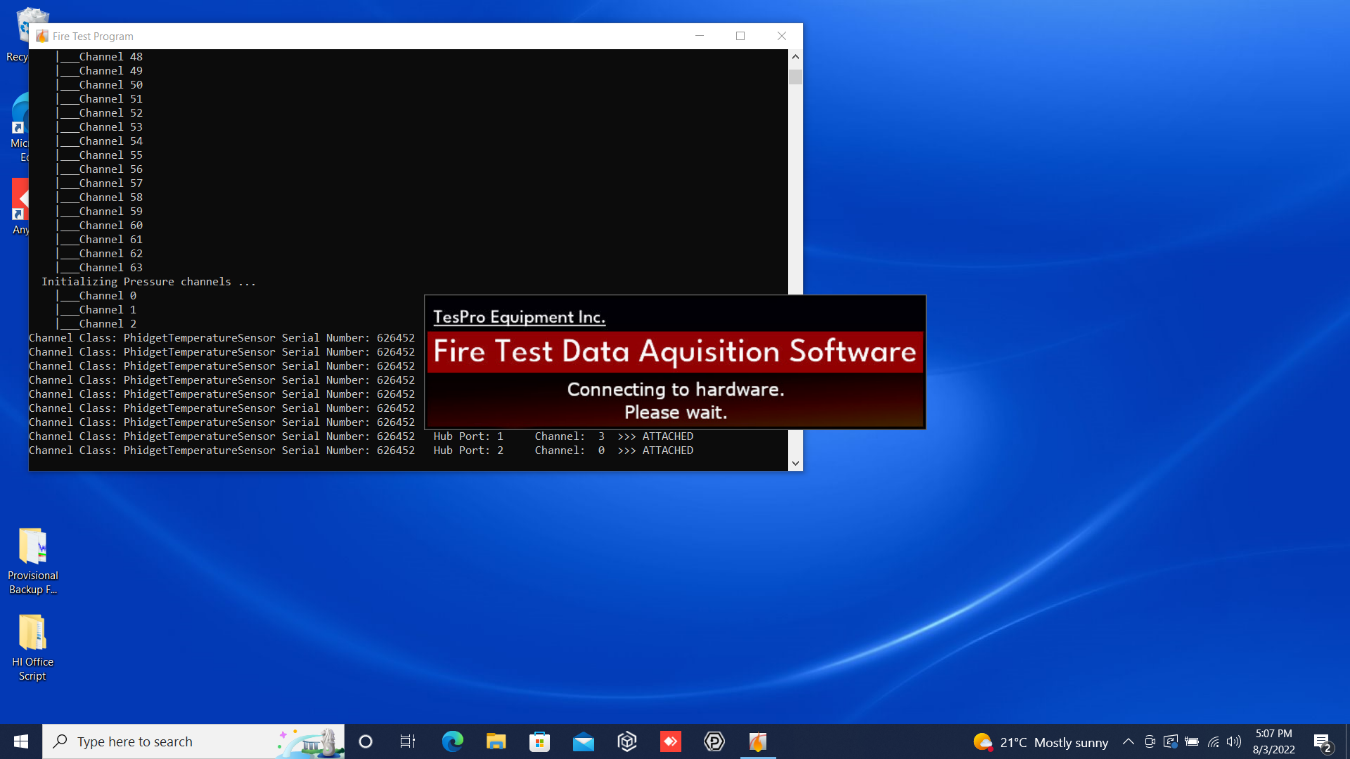 Recy
Fire Test Program
|___Channel 48
|___Channel 49
|___Channel 50
|___Channel 51
|___Channel 52
|___Channel 53
|___Channel 54
|___Channel 55
|___Channel 56
|___Channel 57
|___Channel 58
|___Channel 59
|___Channel 60
|___Channel 61
|___Channel 62
|___Channel 63
Initializing Pressure channels ...
|___Channel 0
|___Channel 1
|___Channel 2
Channel Class: PhidgetTemperatureSensor Serial Number: 626452
Channel Class: PhidgetTemperatureSensor Serial Number: 626452
Channel Class: PhidgetTemperatureSensor Serial Number: 626452
Channel Class: PhidgetTemperatureSensor Serial Number: 626452
Channel Class: PhidgetTemperatureSensor Serial Number: 626452
Channel Class: PhidgetTemperatureSensor Serial Number: 626452
Channel Class: PhidgetTemperatureSensor Serial Number: 626452
Channel Class: PhidgetTemperatureSensor Serial Number: 626452 Hub Port: 1 Channel: 3 >>> ATTACHED
Channel Class: PhidgetTemperatureSensor Serial Number: 626452 Hub Port: 2 Channel: 0 >>> ATTACHED
TesPro Equipment Inc.
Fire Test Data Aquisition Software
Connecting to hardware.
Please wait.
Mic
Ec
Any
Provisional
Backup F...
HI Office
Script
Type here to search
21°C Mostly sunny
5:07 PM
8/3/2022
2